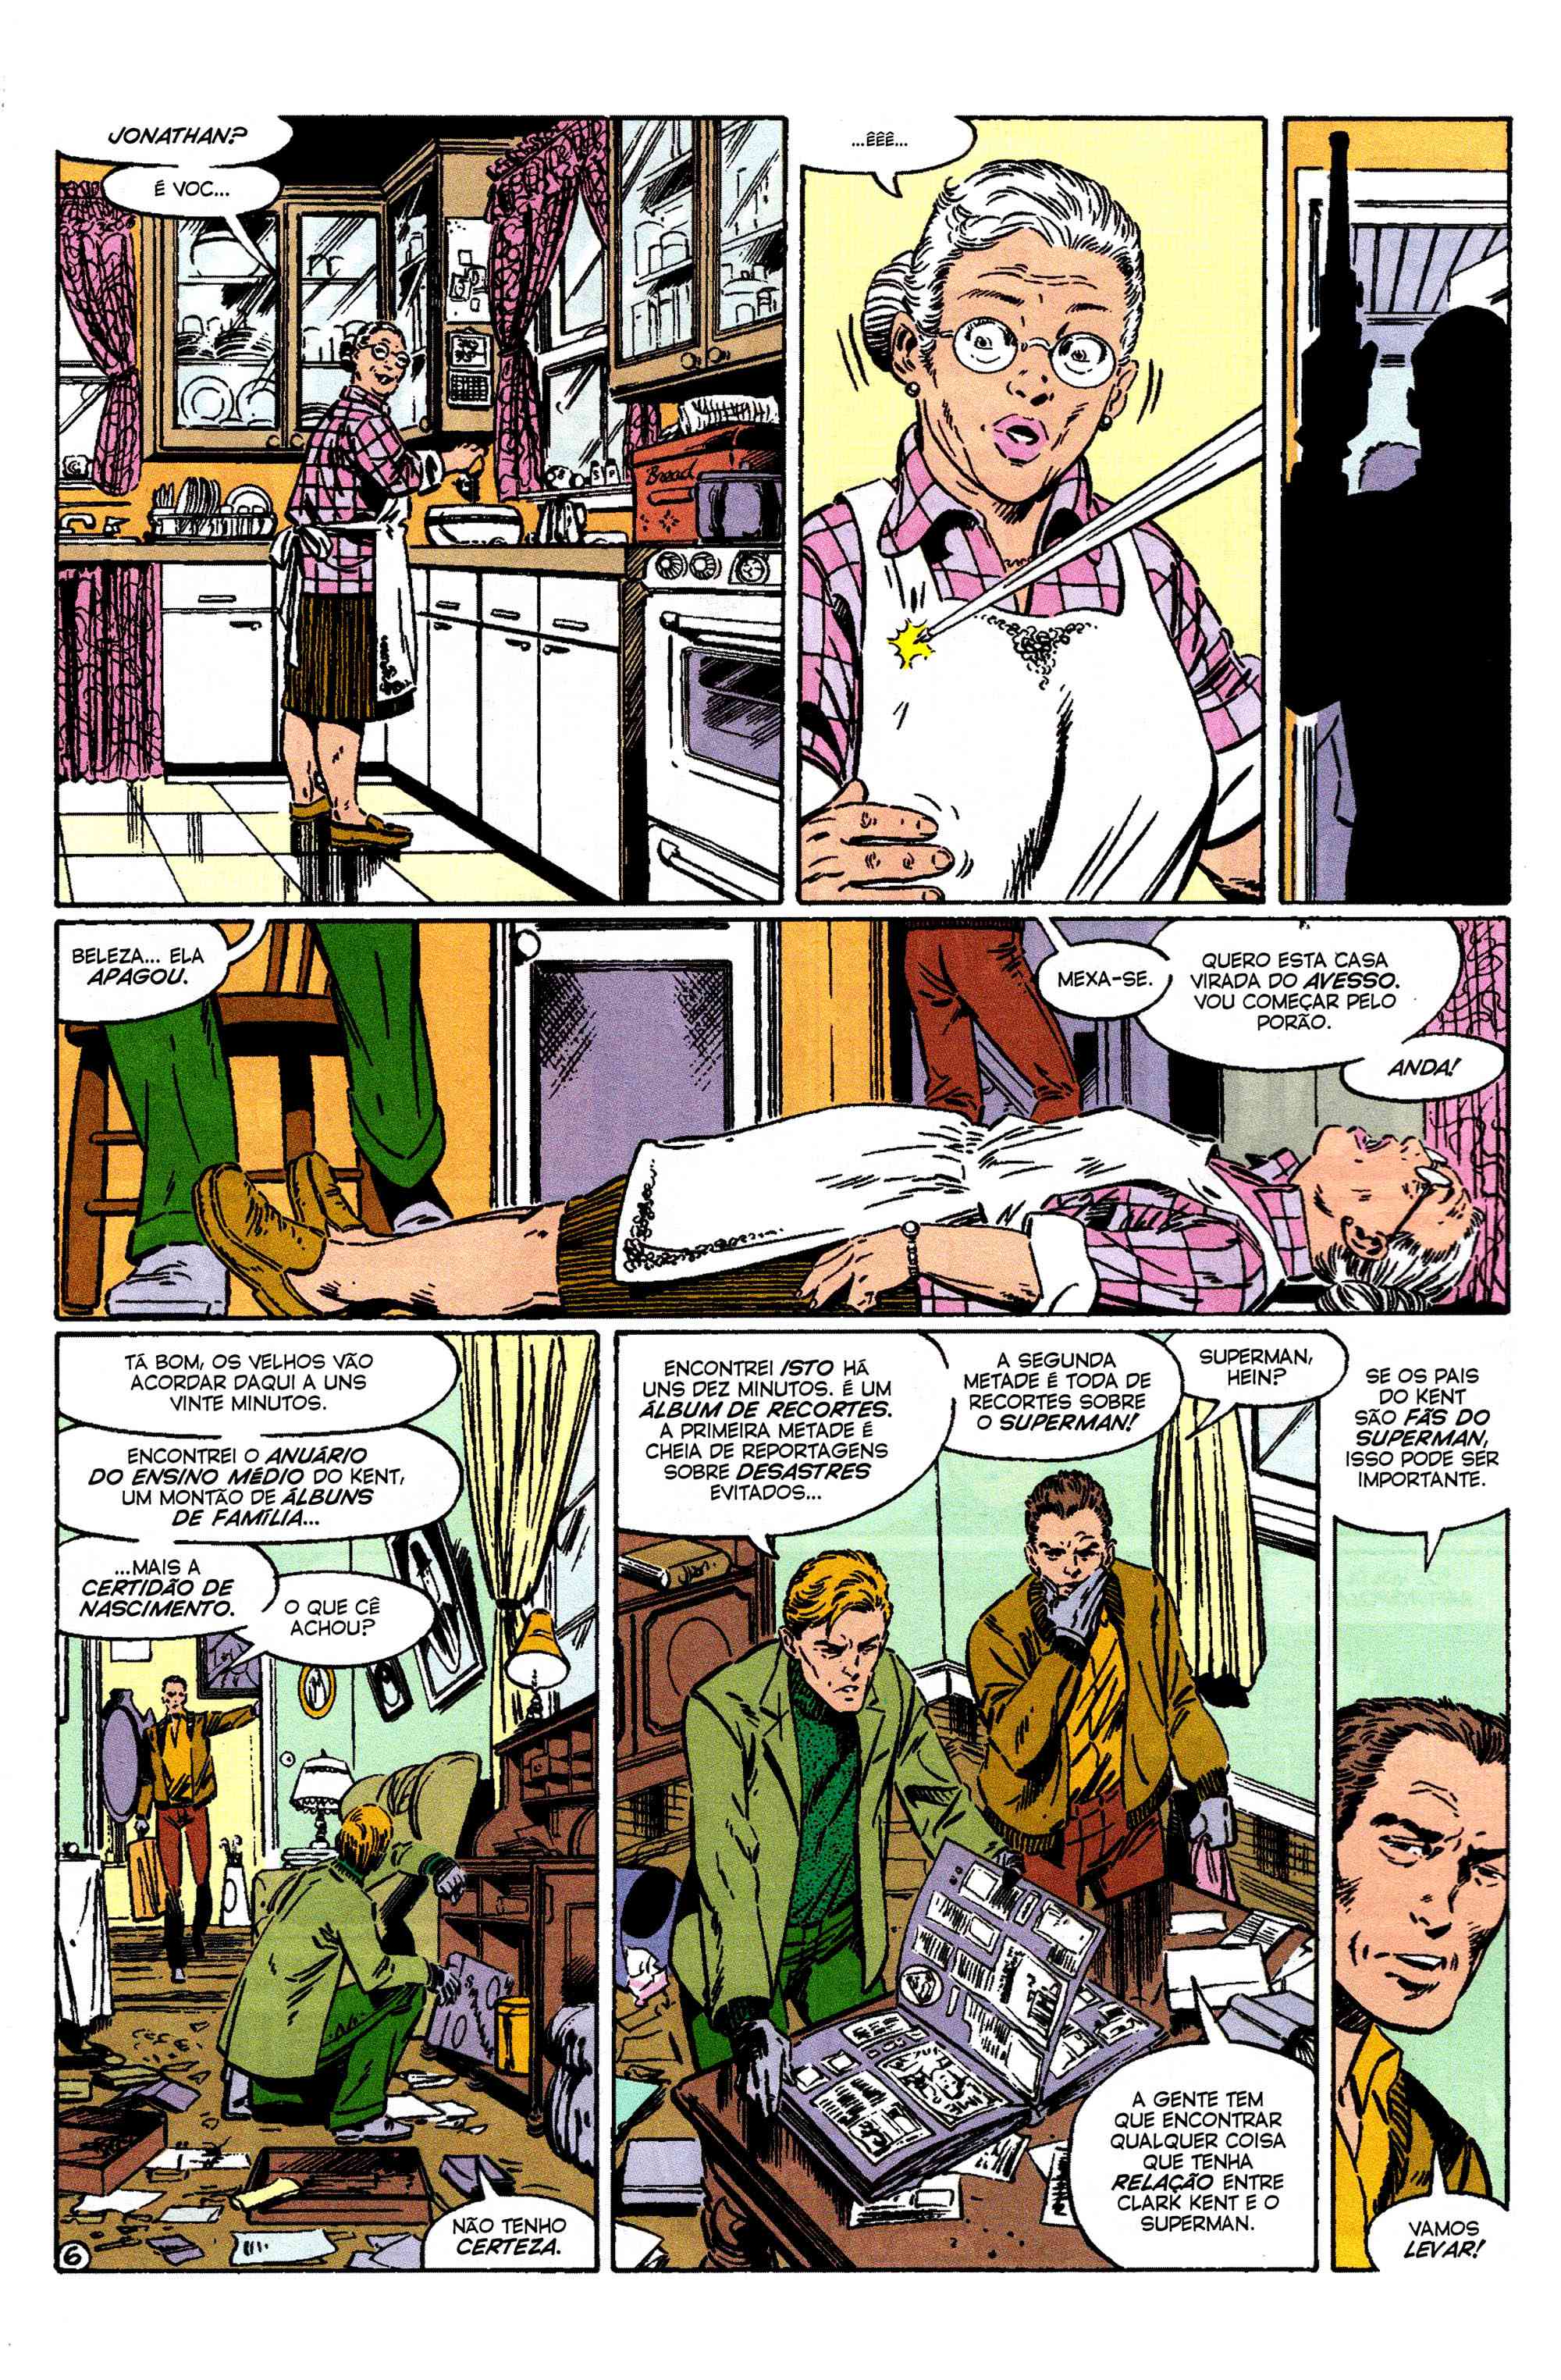 JONATHAN?
É VOC...
Bread
S
P
...ÊÊÊ...
BELEZA... ELA
APAGOU.
MEXA-SE.
QUERO ESTA CASA
VIRADA DO AVESSO.
VOU COMEÇAR PELO
PORÃO.
ANDA!
TÁ BOM, OS VELHOS VÃO
ACORDAR DAQUI A UNS
VINTE MINUTOS.
ENCONTREI O ANUÁRIO
DO ENSINO MÉDIO DO KENT,
UM MONTÃO DE ÁLBUNS
DE FAMÍLIA...
...MAIS A
CERTIDÃO DE
NASCIMENTO.
O QUE CÊ
ACHOU?
NÃO TENHO
CERTEZA.
6
ENCONTREI ISTO HÁ
UNS DEZ MINUTOS. É UM
ÁLBUM DE RECORTES.
A PRIMEIRA METADE É
CHEIA DE REPORTAGENS
SOBRE DESASTRES
EVITADOS...
A SEGUNDA
METADE É TODA DE
RECORTES SOBRE
O SUPERMAN!
SUPERMAN,
HEIN?
A GENTE TEM
QUE ENCONTRAR
QUALQUER COISA
QUE TENHA
RELAÇÃO ENTRE
CLARK KENT E O
SUPERMAN.
SE OS PAIS
DO KENT
SÃO FÃS DO
SUPERMAN,
ISSO PODE SER
IMPORTANTE.
VAMOS
LEVAR!